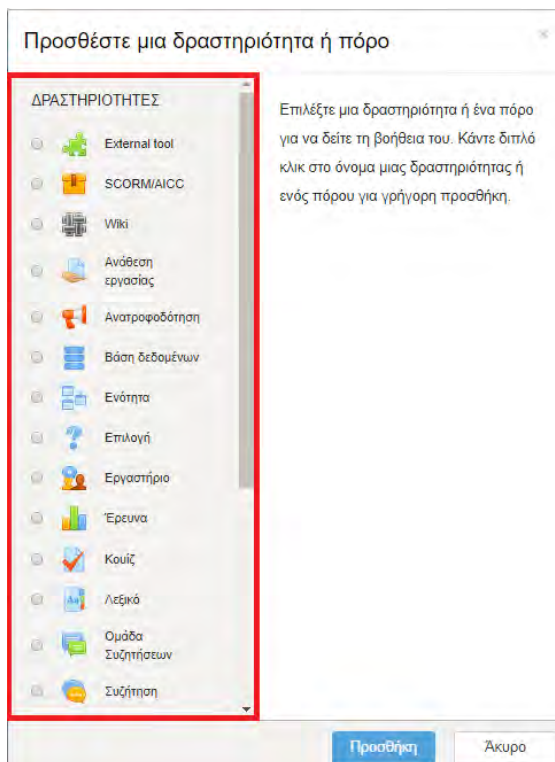 Προσθέστε μια δραστηριότητα ή πόρο
×
ΔΡΑΣΤΗΡΙΟΤΗΤΕΣ
External tool
SCORM/AICC
Wiki
Ανάθεση
εργασίας
Ανατροφοδότηση
Βάση δεδομένων
Ενότητα
Επιλογή
Εργαστήριο
Έρευνα
Κουίζ
Λεξικό
Ομάδα
Συζητήσεων
Συζήτηση
Επιλέξτε μια δραστηριότητα ή ένα πόρο
για να δείτε τη βοήθεια του. Κάντε διπλό
κλικ στο όνομα μιας δραστηριότητας ή
ενός πόρου για γρήγορη προσθήκη.
Προσθήκη
Άκυρο